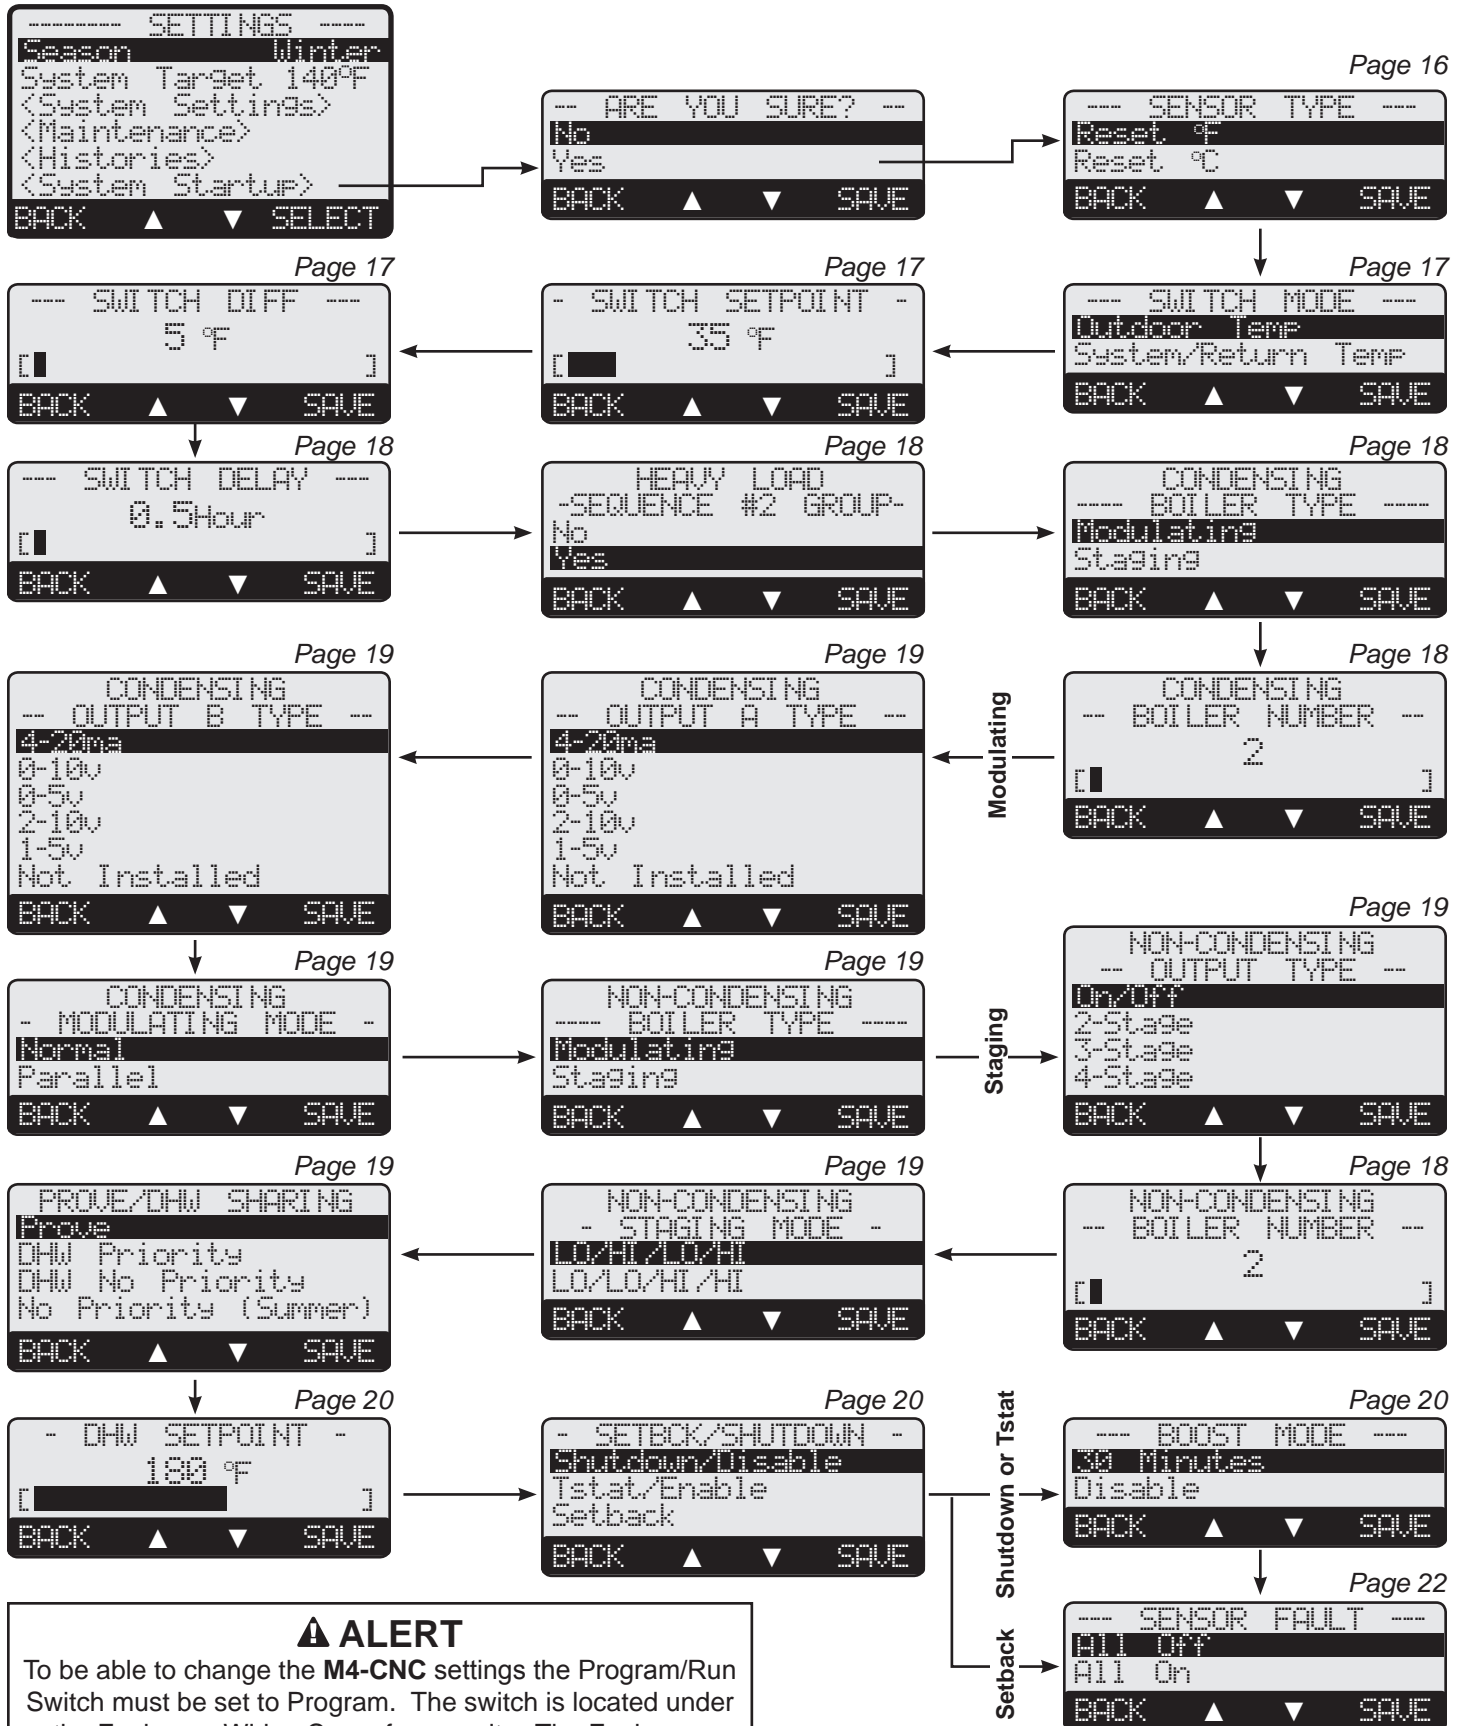 ------- SETTINGS ----
Season Winter
System Target 140°F
<System Settings>
<Maintenance>
<Histories>
<System Startup>
BACK ▲ ▼ SELECT
-- ARE YOU SURE? --
No
Yes
BACK ▲ ▼ SAVE
Page 16
--- SENSOR TYPE ---
Reset °F
Reset °C
BACK ▲ ▼ SAVE
Page 17
--- SWITCH DIFF ---
5 °F
[ ]
BACK ▲ ▼ SAVE
Page 17
- SWITCH SETPOINT -
35 °F
[ ]
BACK ▲ ▼ SAVE
Page 17
--- SWITCH MODE ---
Outdoor Temp
System/Return Temp
BACK ▲ ▼ SAVE
Page 18
--- SWITCH DELAY ---
0.5Hour
[ ]
BACK ▲ ▼ SAVE
Page 18
HEAVY LOAD
-SEQUENCE #2 GROUP-
No
Yes
BACK ▲ ▼ SAVE
Page 18
CONDENSING
---- BOILER TYPE ----
Modulating
Staging
BACK ▲ ▼ SAVE
Page 19
CONDENSING
-- OUTPUT B TYPE --
4-20ma
0-10v
0-5v
2-10v
1-5v
Not Installed
BACK ▲ ▼ SAVE
Page 19
CONDENSING
-- OUTPUT A TYPE --
4-20ma
0-10v
0-5v
2-10v
1-5v
Not Installed
BACK ▲ ▼ SAVE
Modulating
Page 18
CONDENSING
-- BOILER NUMBER --
2
[ ]
BACK ▲ ▼ SAVE
Page 19
CONDENSING
- MODULATING MODE -
Normal
Parallel
BACK ▲ ▼ SAVE
Page 19
NON-CONDENSING
---- BOILER TYPE ----
Modulating
Staging
BACK ▲ ▼ SAVE
Staging
Page 19
NON-CONDENSING
-- OUTPUT TYPE --
On/Off
2-Stage
3-Stage
4-Stage
BACK ▲ ▼ SAVE
Page 19
PROVE/DHW SHARING
Prove
DHW Priority
DHW No Priority
No Priority (Summer)
BACK ▲ ▼ SAVE
Page 19
NON-CONDENSING
- STAGING MODE -
LO/HI/LO/HI
LO/LO/HI/HI
BACK ▲ ▼ SAVE
Page 18
NON-CONDENSING
-- BOILER NUMBER --
2
[ ]
BACK ▲ ▼ SAVE
Page 20
- DHW SETPOINT -
180 °F
[ ]
BACK ▲ ▼ SAVE
Page 20
- SETBCK/SHUTDOWN -
Shutdown/Disable
Tstat/Enable
Setback
BACK ▲ ▼ SAVE
Shutdown or Tstat
Page 20
--- BOOST MODE ---
30 Minutes
Disable
BACK ▲ ▼ SAVE
Setback
Page 22
--- SENSOR FAULT ---
All Off
All On
BACK ▲ ▼ SAVE
ALERT
To be able to change the M4-CNC settings the Program/Run
Switch must be set to Program. The switch is located under